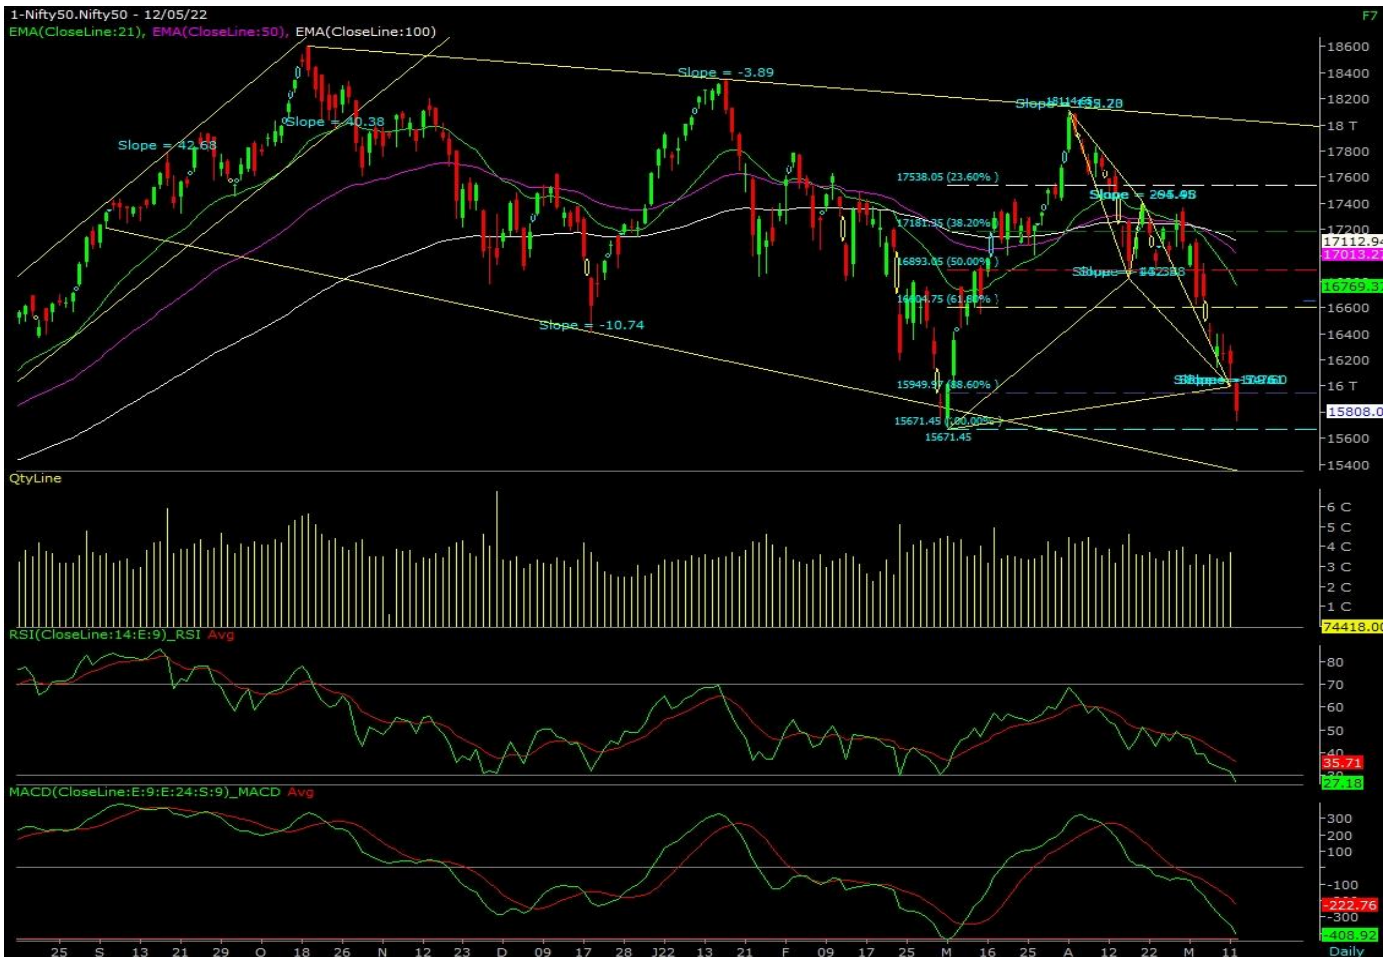 1-Nifty50.Nifty50 - 12/05/22
F7
EMA(CloseLine:21), EMA(CloseLine:50), EMA(CloseLine:100)
18600
18400
18200
18 T
17800
17600
17400
17200
17112.94
17013.27
16769.37
16600
16400
16200
16 T
15808.0
15600
15400
Slope = -3.89
Slope = 42.68
Slope = 40.38
Slope = -10.74
17538.05 (23.60% )
17181.35 (38.20% )
16893.05 (50.00% )
16604.75 (61.80% )
15949.97 (88.60% )
15671.45 (100.00% )
15671.45
QtyLine
6 C
5 C
4 C
3 C
2 C
1 C
74418.00
RSI(CloseLine:14:E:9)_RSI Avg
80
70
60
50
40
35.71
27.18
MACD(CloseLine:E:9:E:24:S:9)_MACD Avg
300
200
100
-100
-222.76
-300
-408.92
25 S 13 21 29 O 18 26 N 10 16 23 D 09 17 28 J22 13 21 F 09 17 25 M 16 25 A 12 22 M 11 Daily